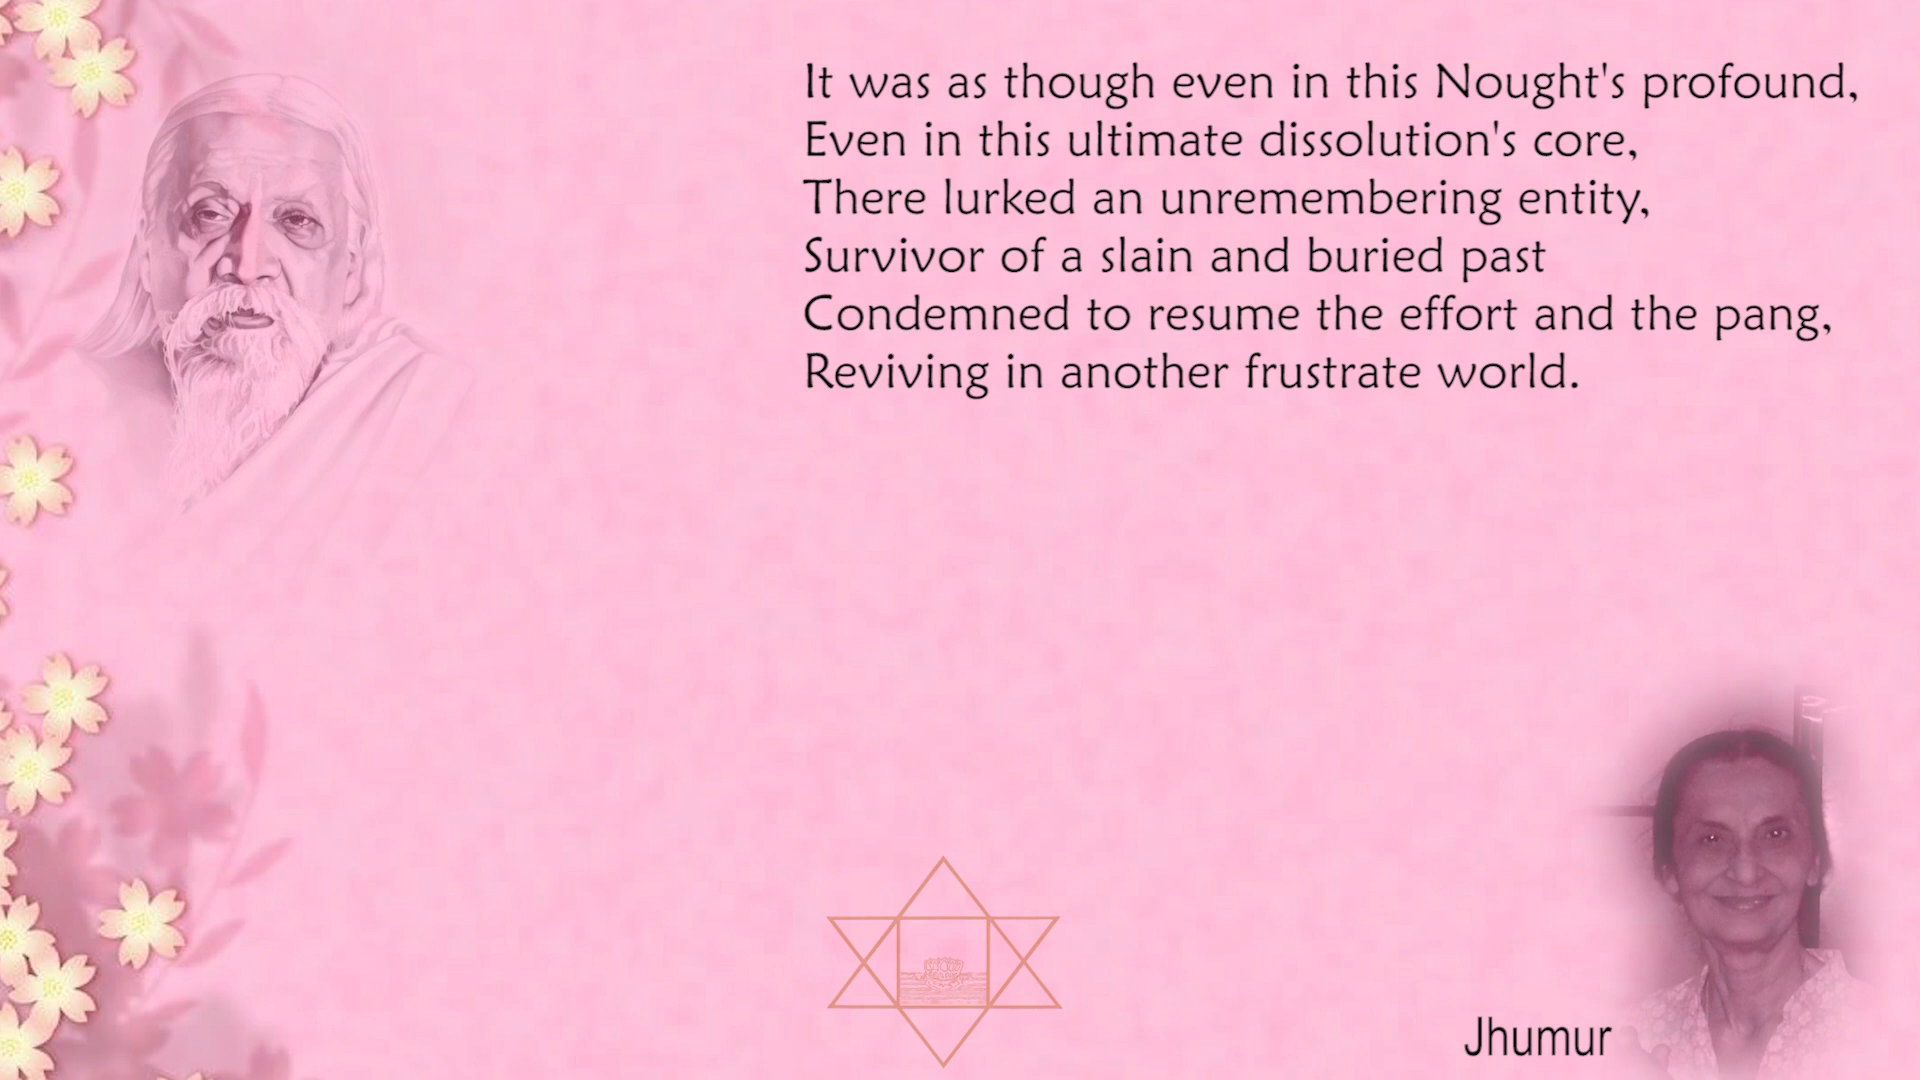 It was as though even in this Nought's profound,
Even in this ultimate dissolution's core,
There lurked an unremembering entity,
Survivor of a slain and buried past
Condemned to resume the effort and the pang,
Reviving in another frustrate world.
Jhumur